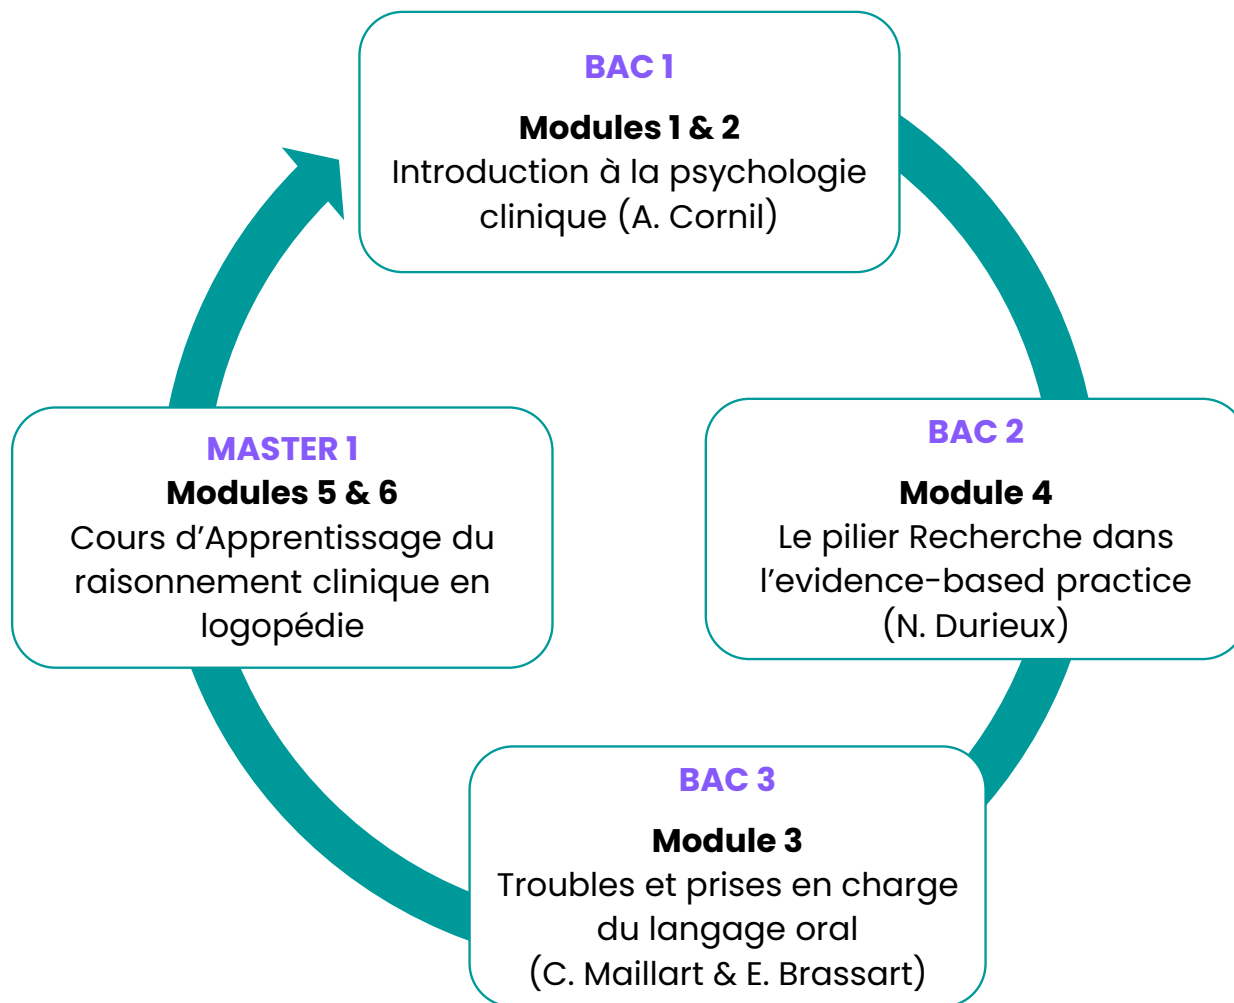 BAC 1
Modules 1 & 2
Introduction à la psychologie
clinique (A. Cornil)
BAC 2
Module 4
Le pilier Recherche dans
l'evidence-based practice
(N. Durieux)
BAC 3
Module 3
Troubles et prises en charge
du langage oral
(C. Maillart & E. Brassart)
MASTER 1
Modules 5 & 6
Cours d'Apprentissage du
raisonnement clinique en
logopédie